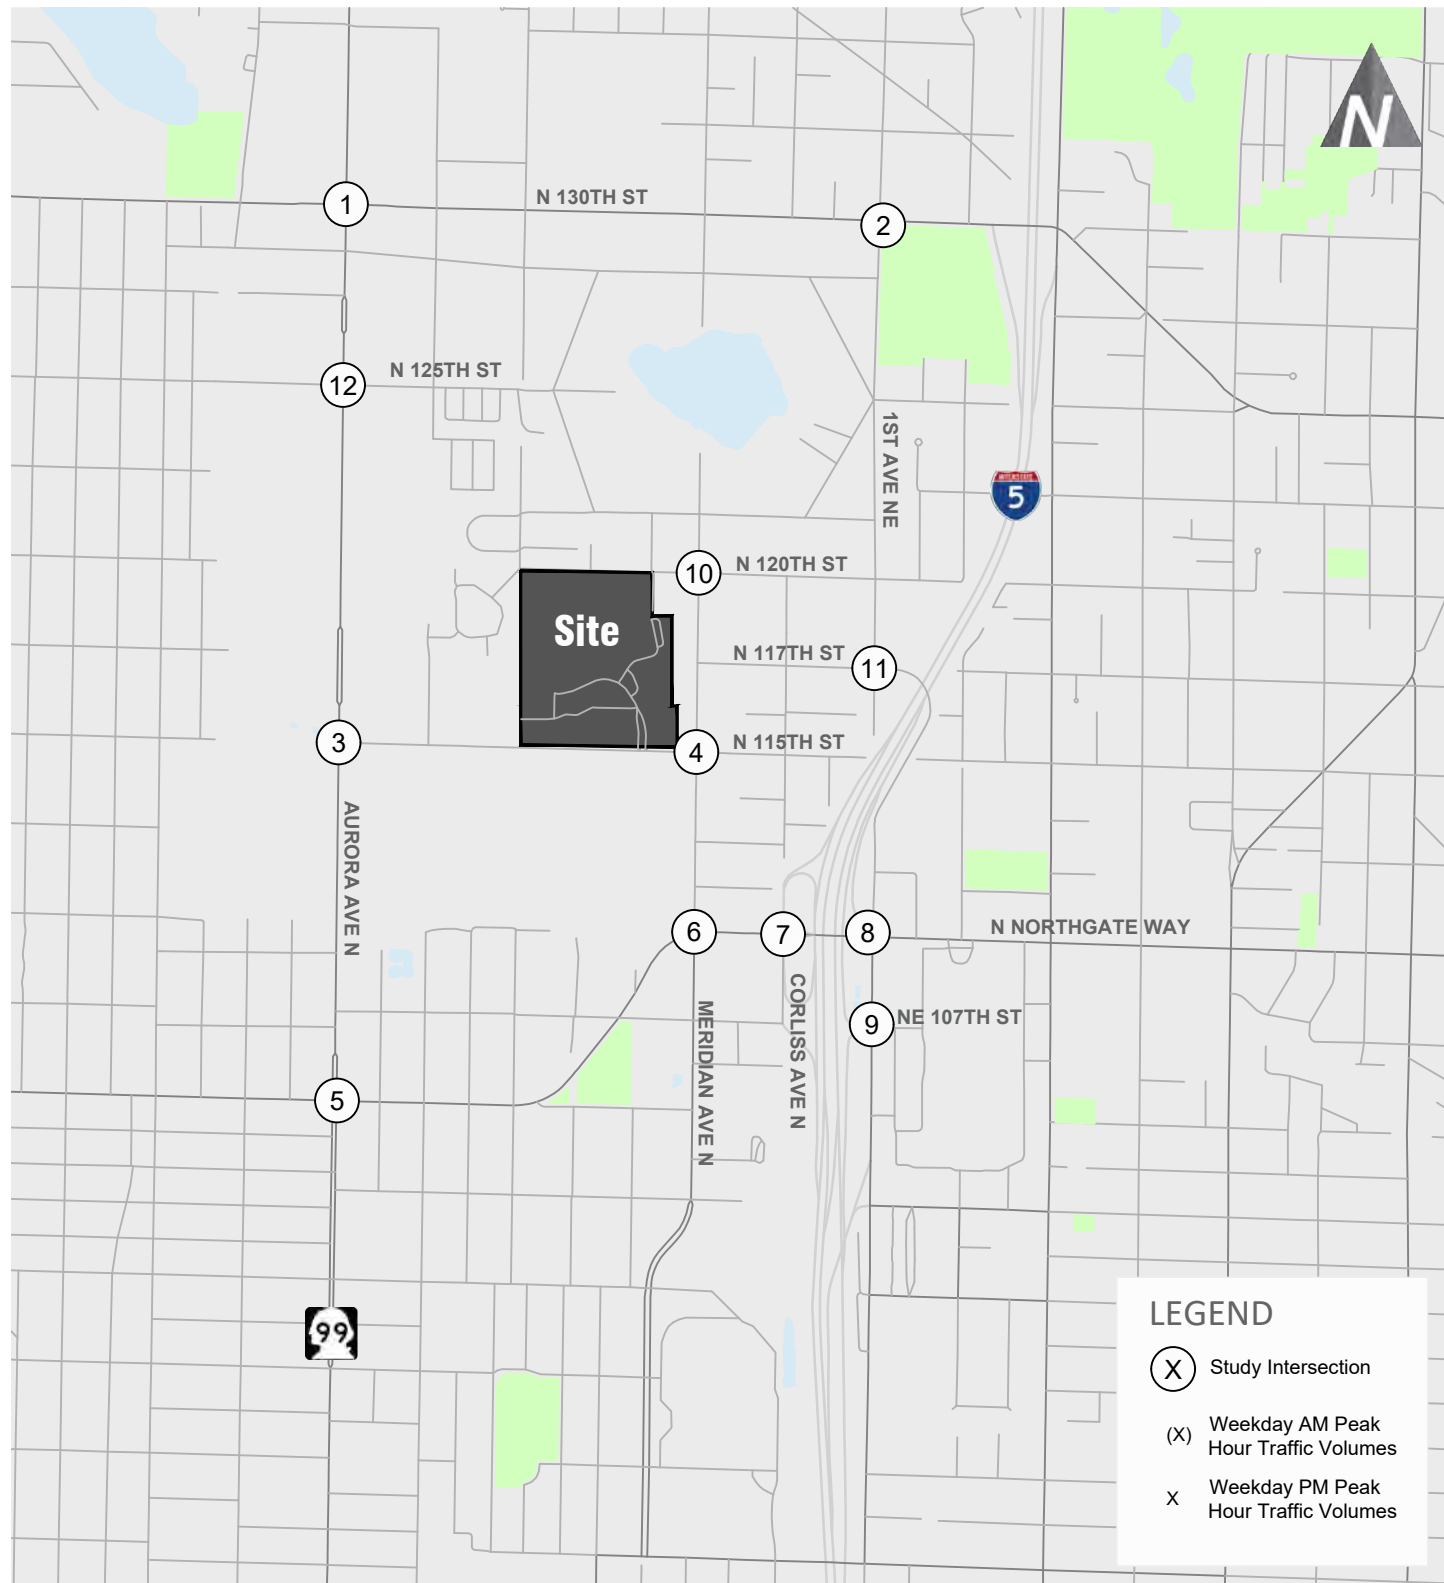 N
1
N 130TH ST
2
12
N 125TH ST
1ST AVE NE
INTERSTATE
5
10
N 120TH ST
Site
N 117TH ST
11
3
4
N 115TH ST
AURORA AVE N
6
7
8
N NORTHGATE WAY
MERIDIAN AVE N
CORLISS AVE N
9
NE 107TH ST
5
99
LEGEND
X
Study Intersection
(X)
Weekday AM Peak
Hour Traffic Volumes
X
Weekday PM Peak
Hour Traffic Volumes